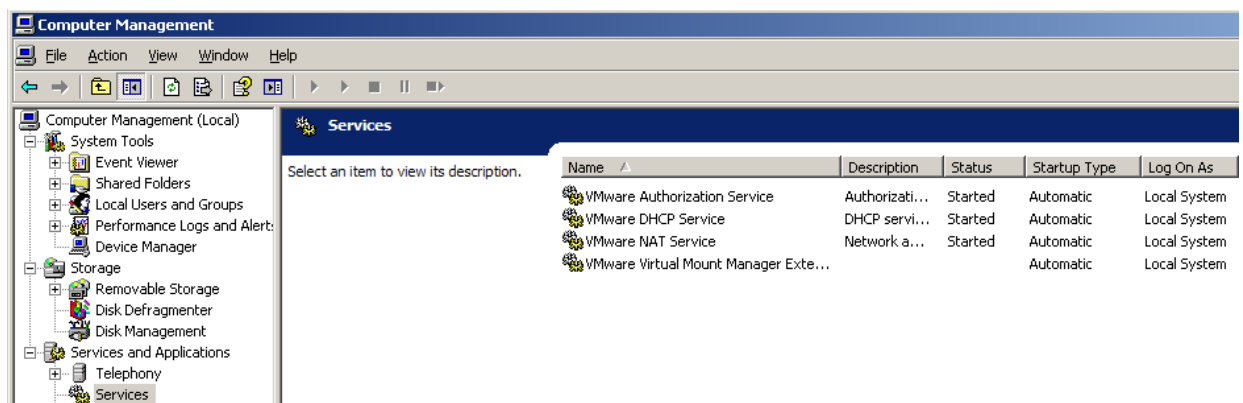 Computer Management
File Action View Window Help
Computer Management (Local)
System Tools
Event Viewer
Shared Folders
Local Users and Groups
Performance Logs and Alert
Device Manager
Storage
Removable Storage
Disk Defragmenter
Disk Management
Services and Applications
Telephony
Services
Services
Select an item to view its description.
Name Description Status Startup Type Log On As
VMware Authorization Service Authorizati... Started Automatic Local System
VMware DHCP Service DHCP servi... Started Automatic Local System
VMware NAT Service Network a... Started Automatic Local System
VMware Virtual Mount Manager Exte... Automatic Local System